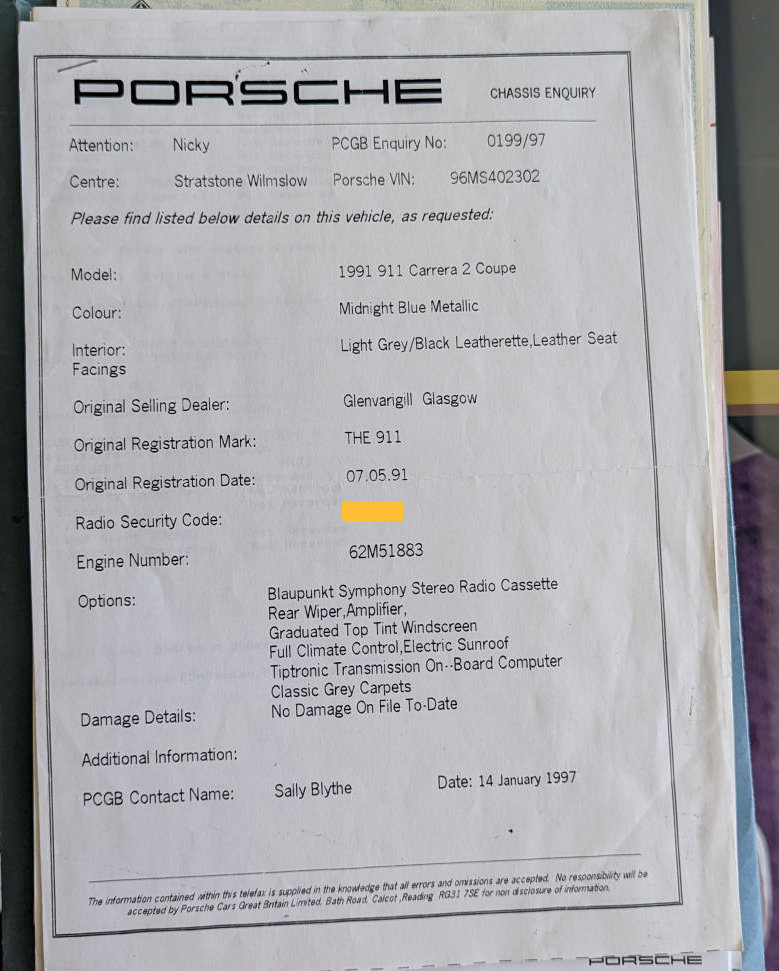 PORSCHE CHASSIS ENQUIRY
Attention: Nicky PCGB Enquiry No: 0199/97
Centre: Stratstone Wilmslow Porsche VIN: 96MS402302
Please find listed below details on this vehicle, as requested:
Model: 1991 911 Carrera 2 Coupe
Colour: Midnight Blue Metallic
Interior: Light Grey/Black Leatherette,Leather Seat
Facings
Original Selling Dealer: Glenvarigill Glasgow
Original Registration Mark: THE 911
Original Registration Date: 07.05.91
Radio Security Code:
Engine Number: 62M51883
Options: Blaupunkt Symphony Stereo Radio Cassette
Rear Wiper,Amplifier,
Graduated Top Tint Windscreen
Full Climate Control,Electric Sunroof
Tiptronic Transmission On--Board Computer
Classic Grey Carpets
Damage Details: No Damage On File To-Date
Additional Information:
PCGB Contact Name: Sally Blythe Date: 14 January 1997
The information contained within this telefax is supplied in the knowledge that all errors and omissions are accepted. No responsibility will be
accepted by Porsche Cars Great Britain Limited, Bath Road, Calcot ,Reading RG31 7SE for non disclosure of information.
PORSCHE